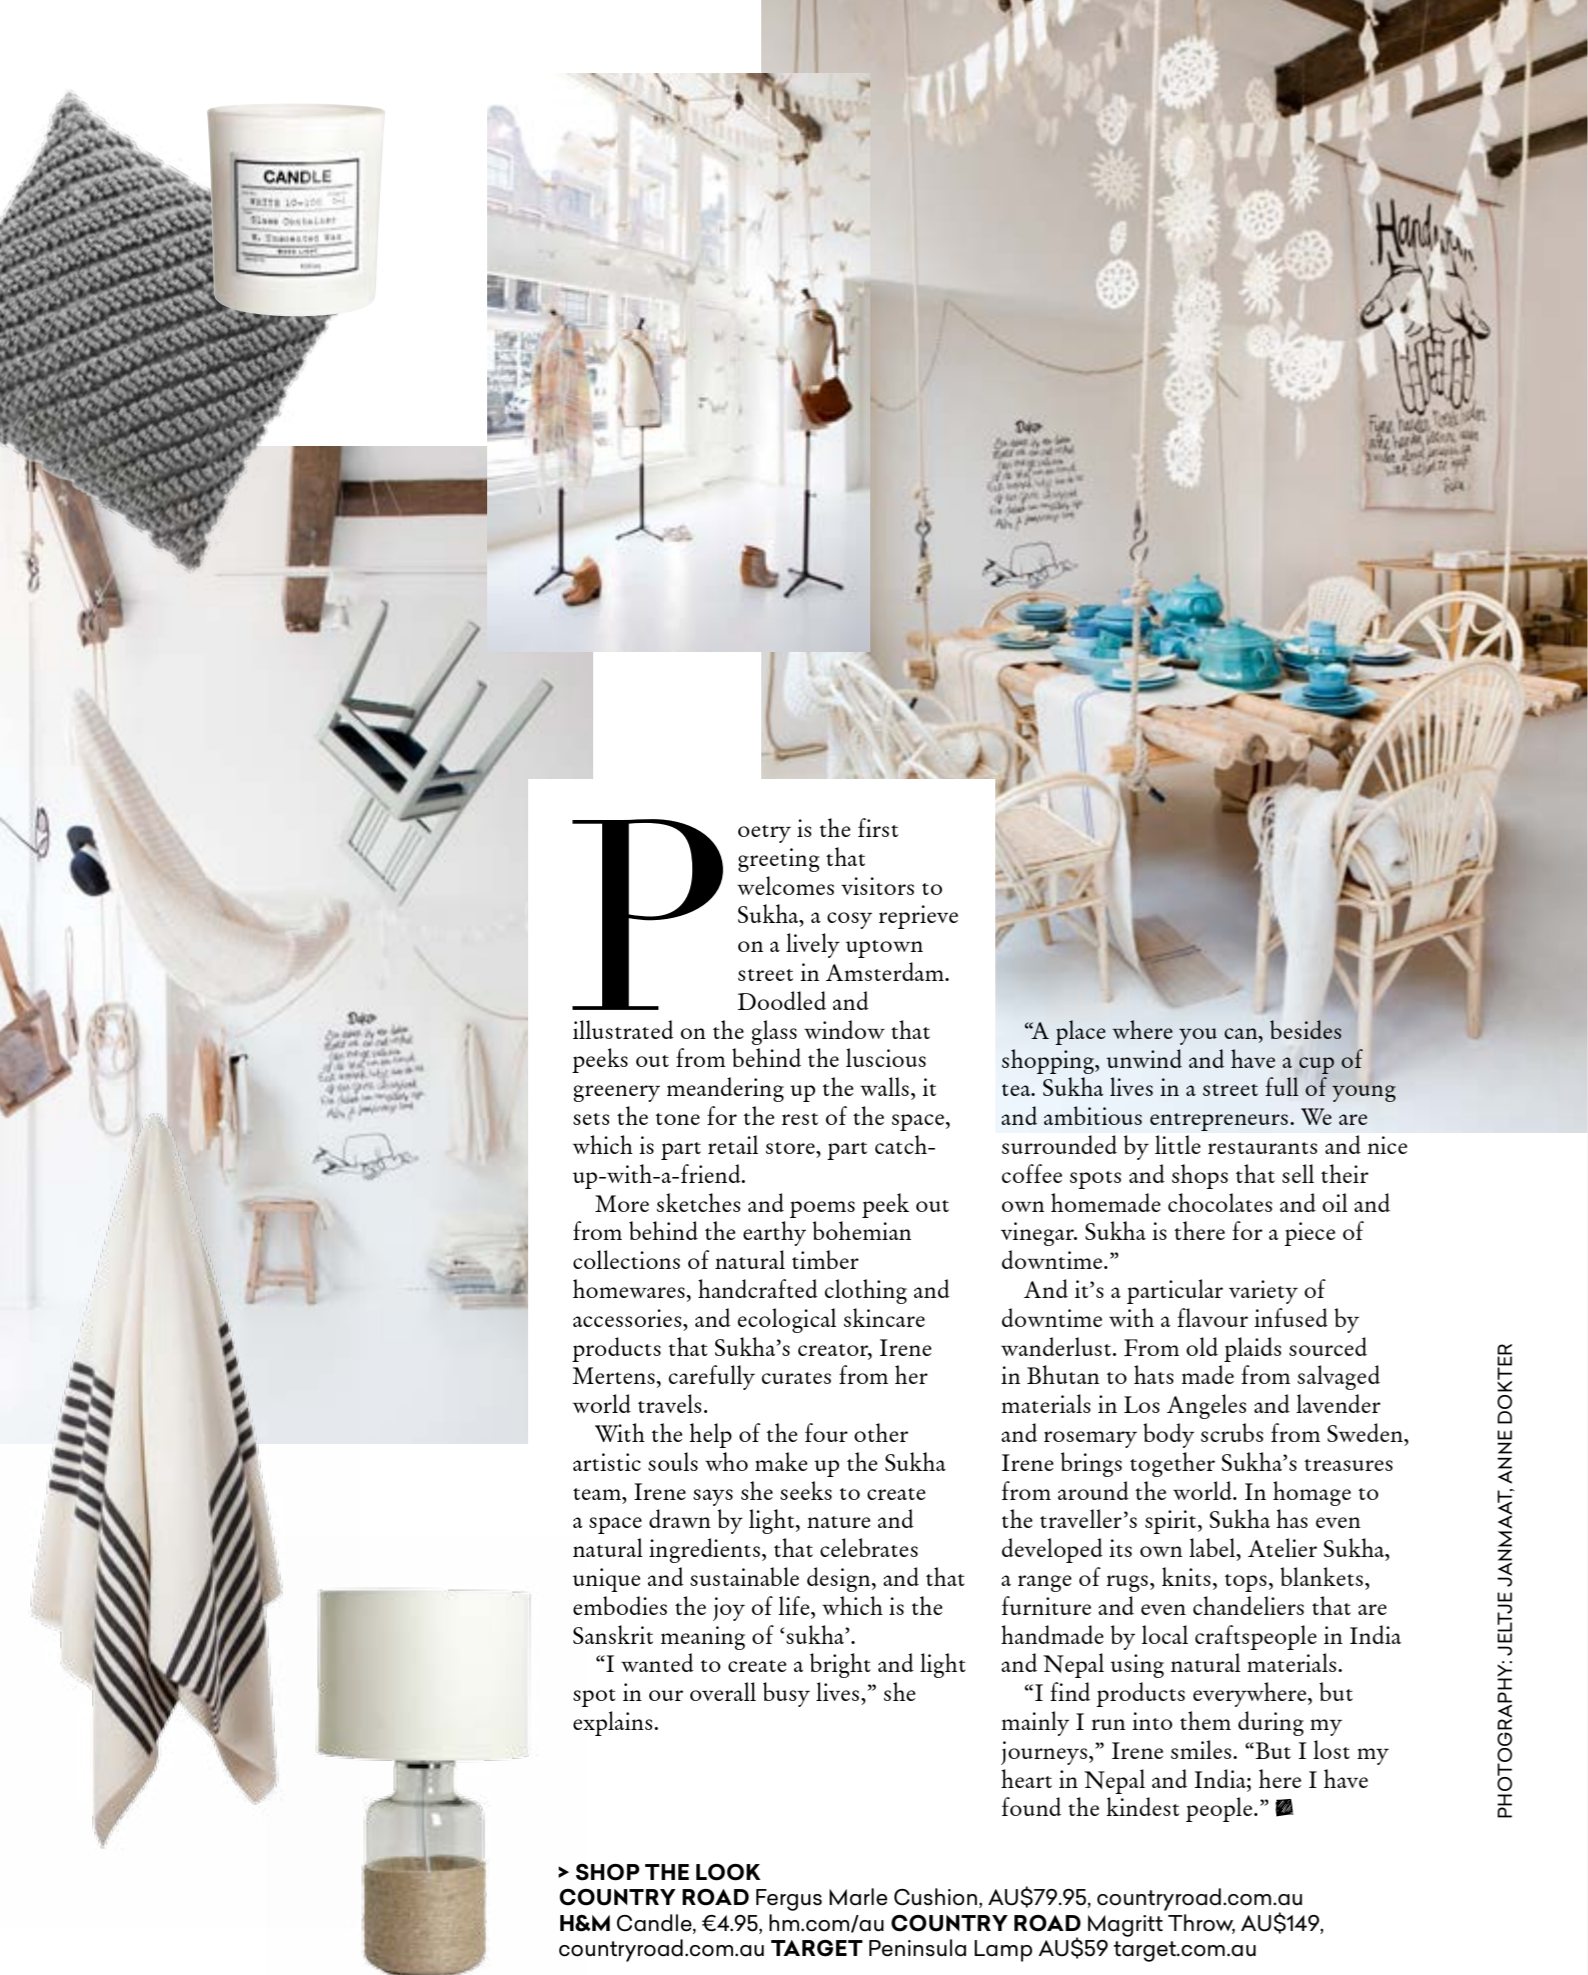 CANDLE
WHITE 10-100
Glass Container
W. Unscented Wax
Poetry is the first
greeting that
welcomes visitors to
Sukha, a cosy reprieve
on a lively uptown
street in Amsterdam.
Doodled and
illustrated on the glass window that
peeks out from behind the luscious
greenery meandering up the walls, it
sets the tone for the rest of the space,
which is part retail store, part catch-
up-with-a-friend.
More sketches and poems peek out
from behind the earthy bohemian
collections of natural timber
homewares, handcrafted clothing and
accessories, and ecological skincare
products that Sukha’s creator, Irene
Mertens, carefully curates from her
world travels.
With the help of the four other
artistic souls who make up the Sukha
team, Irene says she seeks to create
a space drawn by light, nature and
natural ingredients, that celebrates
unique and sustainable design, and that
embodies the joy of life, which is the
Sanskrit meaning of ‘sukha’.
“I wanted to create a bright and light
spot in our overall busy lives,” she
explains.
“A place where you can, besides
shopping, unwind and have a cup of
tea. Sukha lives in a street full of young
and ambitious entrepreneurs. We are
surrounded by little restaurants and nice
coffee spots and shops that sell their
own homemade chocolates and oil and
vinegar. Sukha is there for a piece of
downtime.”
And it’s a particular variety of
downtime with a flavour infused by
wanderlust. From old plaids sourced
in Bhutan to hats made from salvaged
materials in Los Angeles and lavender
and rosemary body scrubs from Sweden,
Irene brings together Sukha’s treasures
from around the world. In homage to
the traveller’s spirit, Sukha has even
developed its own label, Atelier Sukha,
a range of rugs, knits, tops, blankets,
furniture and even chandeliers that are
handmade by local craftspeople in India
and Nepal using natural materials.
“I find products everywhere, but
mainly I run into them during my
journeys,” Irene smiles. “But I lost my
heart in Nepal and India; here I have
found the kindest people.”
PHOTOGRAPHY: JELTJE JANMAAT, ANNE DOKTER
> SHOP THE LOOK
COUNTRY ROAD Fergus Marle Cushion, AU$79.95, countryroad.com.au
H&M Candle, €4.95, hm.com/au COUNTRY ROAD Magritt Throw, AU$149,
countryroad.com.au TARGET Peninsula Lamp AU$59 target.com.au